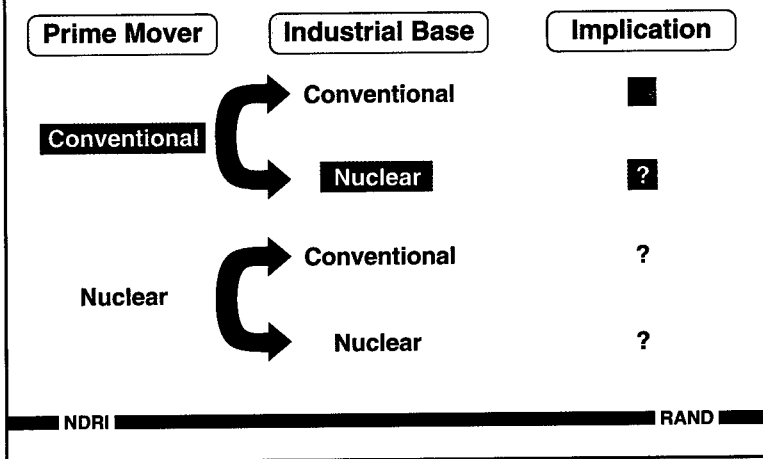 Prime Mover Industrial Base Implication
Conventional
Conventional
Nuclear ?
Conventional ?
Nuclear
Nuclear ?
NDRI RAND